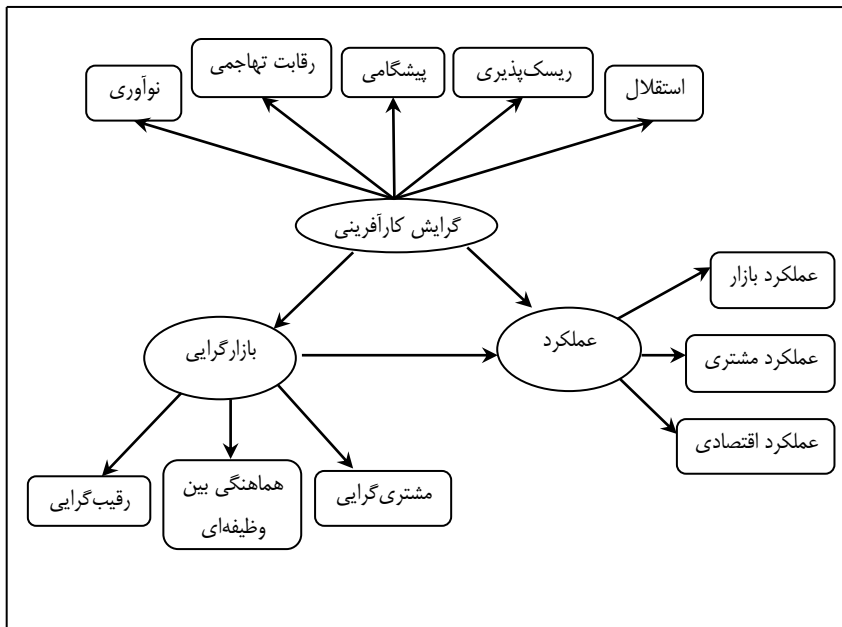 استقلال
ریسک‌پذیری
پیشگامی
رقابت تهاجمی
نوآوری
گرایش کارآفرینی
عملکرد بازار
عملکرد
بازارگرایی
عملکرد مشتری
عملکرد اقتصادی
مشتری‌گرایی
هماهنگی بین
وظیفه‌ای
رقیب‌گرایی